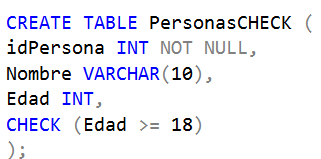 CREATE TABLE PersonasCHECK (
idPersona INT NOT NULL,
Nombre VARCHAR(10),
Edad INT,
CHECK (Edad >= 18)
);